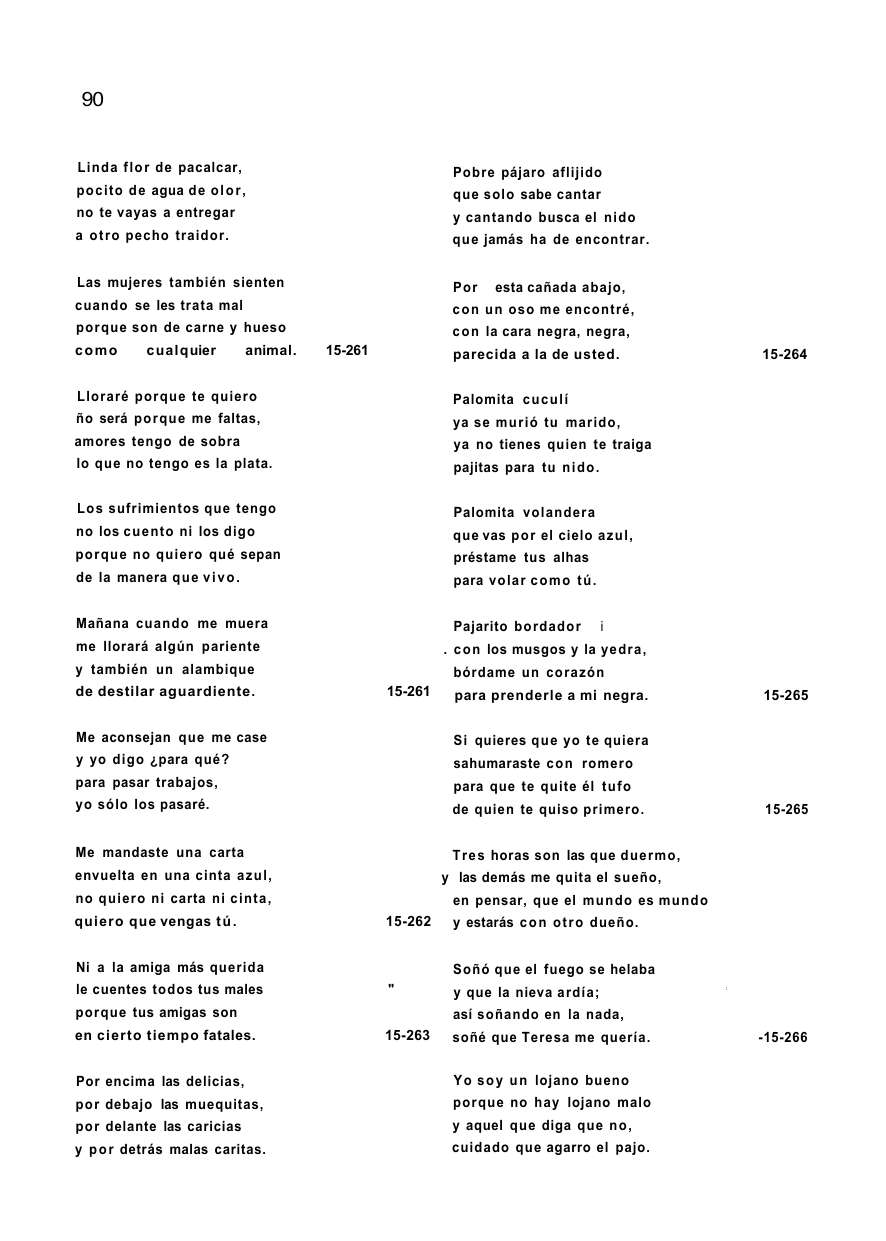 90
Linda flor de pacalcar,
pocito de agua de olor,
no te vayas a entregar
a otro pecho traidor.
Las mujeres también sienten
cuando se les trata mal
porque son de carne y hueso
como cualquier animal. 15-261
Lloraré porque te quiero
ño será porque me faltas,
amores tengo de sobra
lo que no tengo es la plata.
Los sufrimientos que tengo
no los cuento ni los digo
porque no quiero qué sepan
de la manera que vivo.
Mañana cuando me muera
me llorará algún pariente
y también un alambique
de destilar aguardiente. 15-261
Me aconsejan que me case
y yo digo ¿para qué?
para pasar trabajos,
yo sólo los pasaré.
Me mandaste una carta
envuelta en una cinta azul,
no quiero ni carta ni cinta,
quiero que vengas tú. 15-262
Ni a la amiga más querida
le cuentes todos tus males "
porque tus amigas son
en cierto tiempo fatales. 15-263
Por encima las delicias,
por debajo las muequitas,
por delante las caricias
y por detrás malas caritas.
Pobre pájaro aflijido
que solo sabe cantar
y cantando busca el nido
que jamás ha de encontrar.
Por esta cañada abajo,
con un oso me encontré,
con la cara negra, negra,
parecida a la de usted. 15-264
Palomita cuculí
ya se murió tu marido,
ya no tienes quien te traiga
pajitas para tu nido.
Palomita volandera
que vas por el cielo azul,
préstame tus alhas
para volar como tú.
Pajarito bordador i
. con los musgos y la yedra,
bórdame un corazón
para prenderle a mi negra. 15-265
Si quieres que yo te quiera
sahumaraste con romero
para que te quite él tufo
de quien te quiso primero. 15-265
Tres horas son las que duermo,
y las demás me quita el sueño,
en pensar, que el mundo es mundo
y estarás con otro dueño.
Soñó que el fuego se helaba
y que la nieva ardía;
así soñando en la nada,
soñé que Teresa me quería. -15-266
Yo soy un lojano bueno
porque no hay lojano malo
y aquel que diga que no,
cuidado que agarro el pajo.